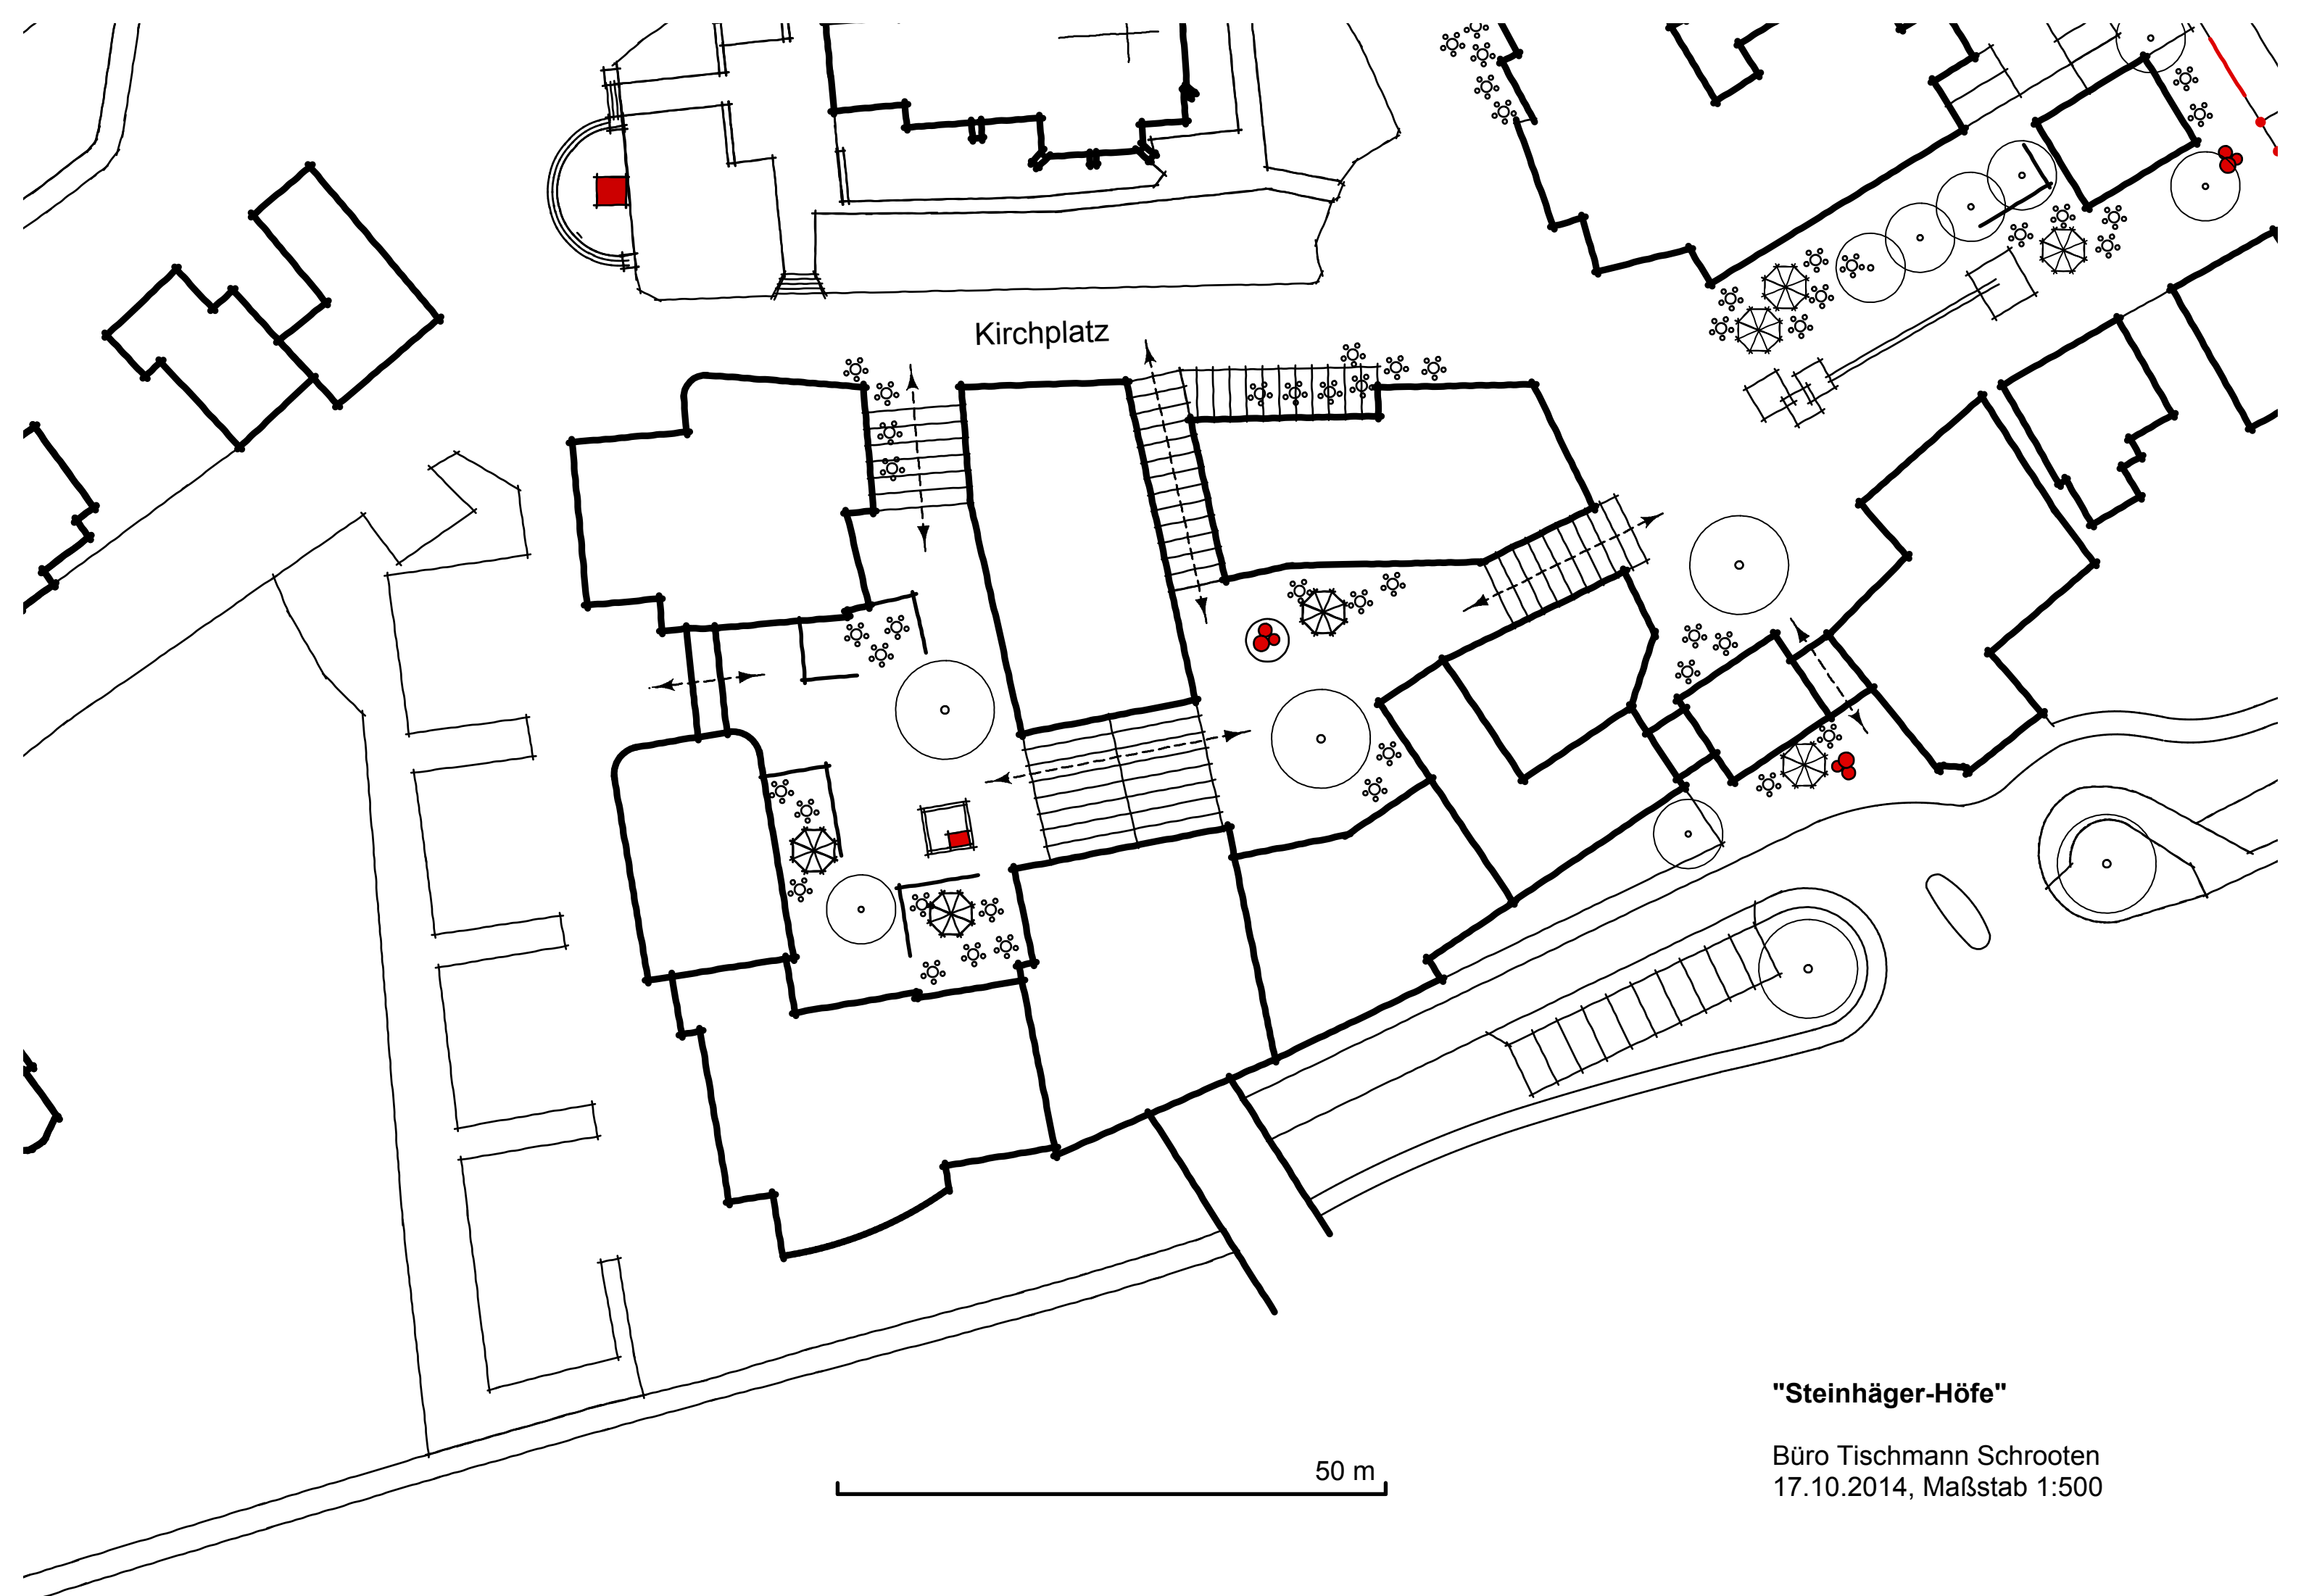 Kirchplatz
50 m
"Steinhäger-Höfe"
Büro Tischmann Schrooten
17.10.2014, Maßstab 1:500